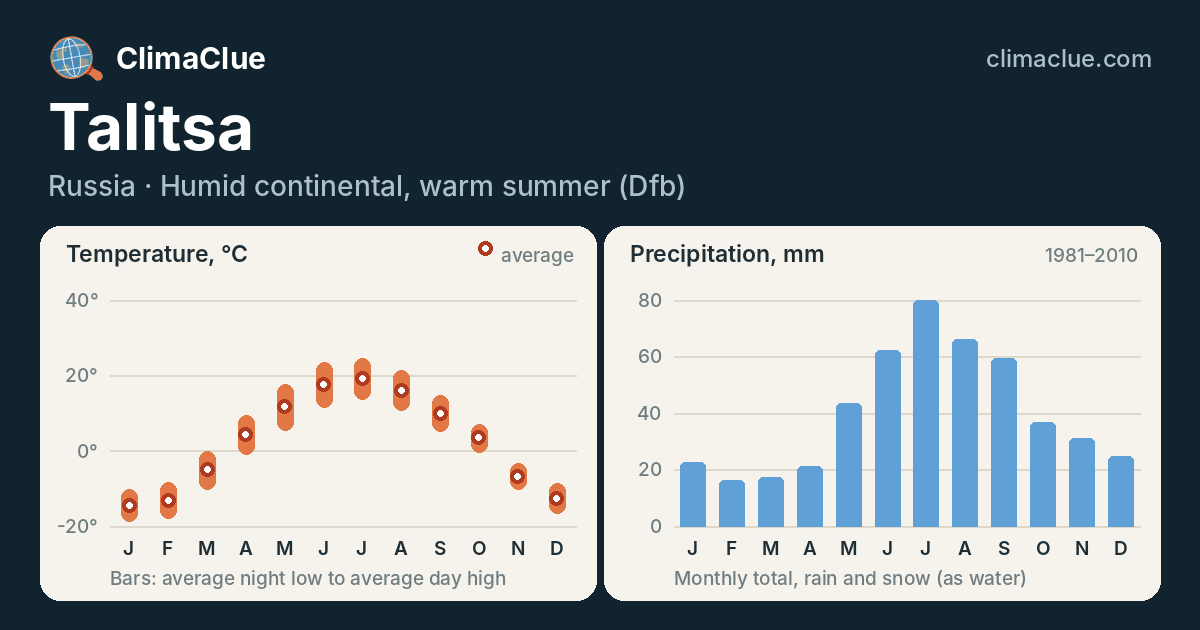 ClimaClue
climaclue.com
Talitsa
Russia · Humid continental, warm summer (Dfb)
Temperature, °C
average
40°
20°
0°
-20°
J F M A M J J A S O N D
Bars: average night low to average day high
Precipitation, mm
1981–2010
80
60
40
20
0
J F M A M J J A S O N D
Monthly total, rain and snow (as water)